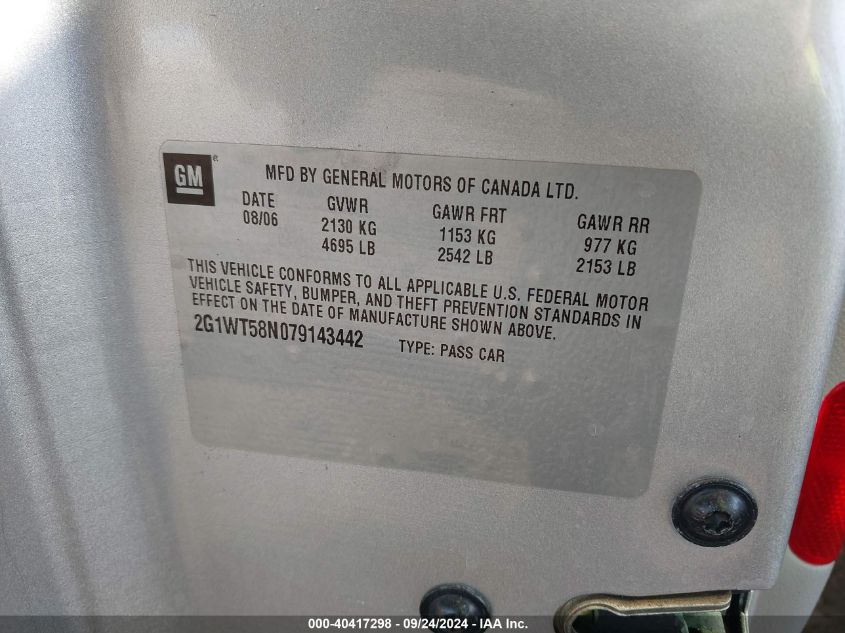 GM ® MFD BY GENERAL MOTORS OF CANADA LTD.
DATE GVWR GAWR FRT GAWR RR
08/06 2130 KG 1153 KG 977 KG
4695 LB 2542 LB 2153 LB
THIS VEHICLE CONFORMS TO ALL APPLICABLE U.S. FEDERAL MOTOR
VEHICLE SAFETY, BUMPER, AND THEFT PREVENTION STANDARDS IN
EFFECT ON THE DATE OF MANUFACTURE SHOWN ABOVE.
2G1WT58N079143442 TYPE: PASS CAR
000-40417298 - 09/24/2024 - IAA Inc.